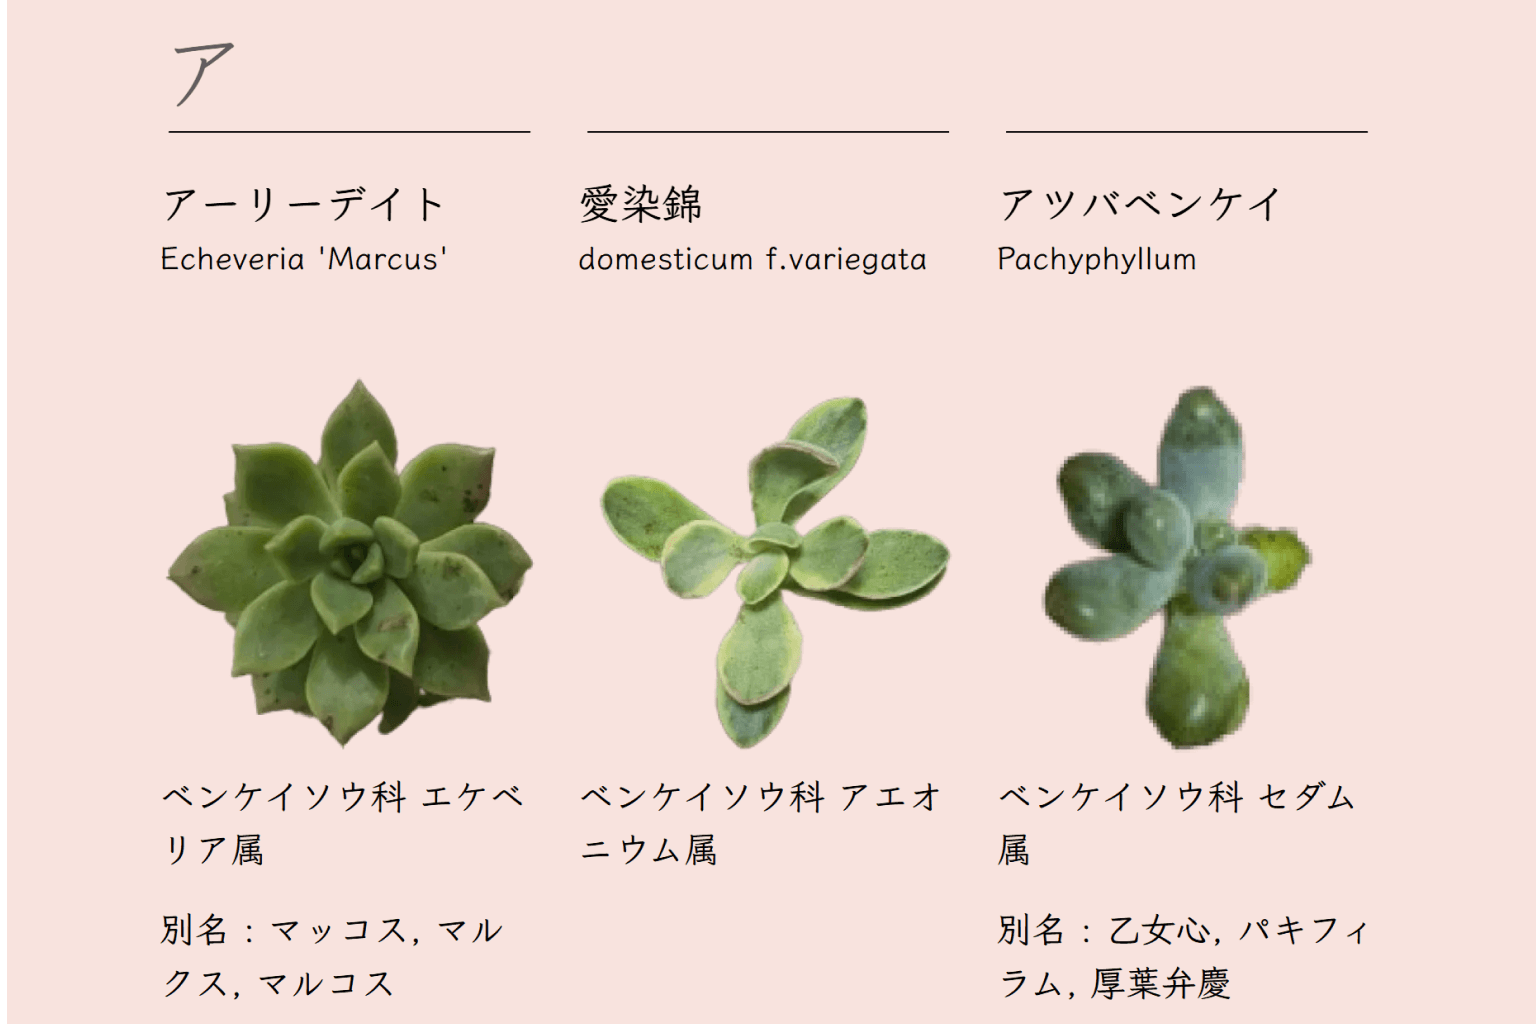 ア
アーリーデイト
Echeveria 'Marcus'
ベンケイソウ科 エケベ
リア属
別名：マッコス, マル
クス, マルコス
愛染錦
domesticum f.variegata
ベンケイソウ科 アエオ
ニウム属
アツバベンケイ
Pachyphyllum
ベンケイソウ科 セダム
属
別名：乙女心, パキフィ
ラム, 厚葉弁慶